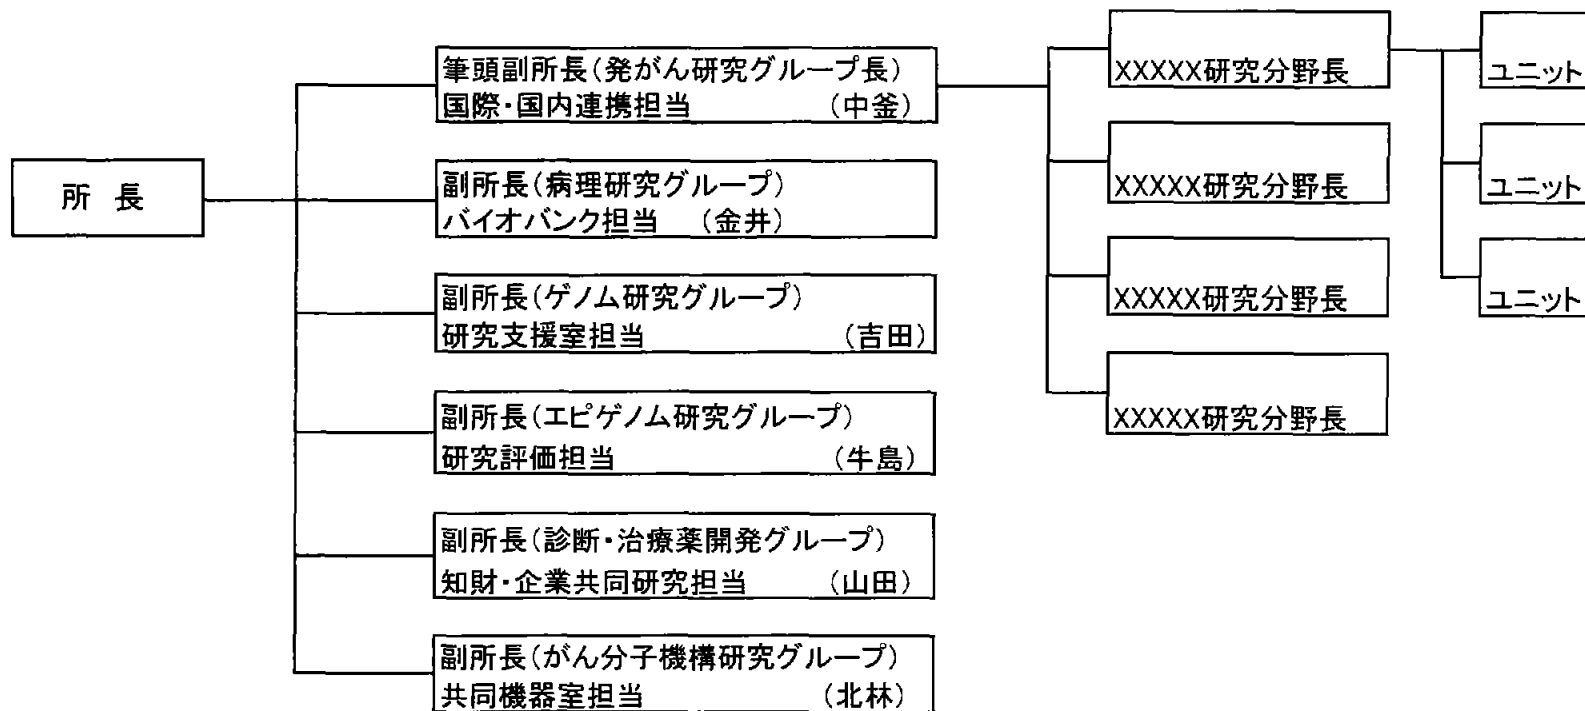 所 長
筆頭副所長(発がん研究グループ長)
国際・国内連携担当 (中釜)
副所長(病理研究グループ)
バイオバンク担当 (金井)
副所長(ゲノム研究グループ)
研究支援室担当 (吉田)
副所長(エピゲノム研究グループ)
研究評価担当 (牛島)
副所長(診断・治療薬開発グループ)
知財・企業共同研究担当 (山田)
副所長(がん分子機構研究グループ)
共同機器室担当 (北林)
XXXXX研究分野長
XXXXX研究分野長
XXXXX研究分野長
XXXXX研究分野長
ユニット
ユニット
ユニット